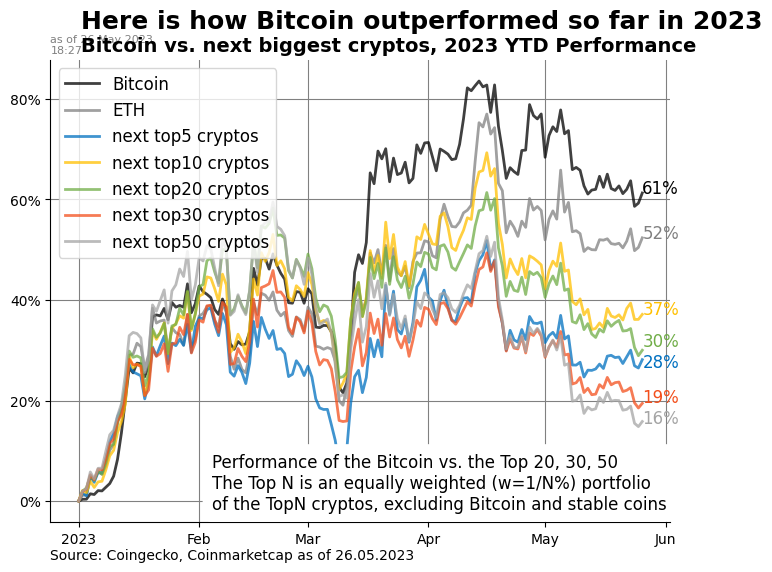 Here is how Bitcoin outperformed so far in 2023
as of 26 May 2023
18:27
Bitcoin vs. next biggest cryptos, 2023 YTD Performance
Bitcoin
ETH
next top5 cryptos
next top10 cryptos
next top20 cryptos
next top30 cryptos
next top50 cryptos
80%
60%
40%
20%
0%
61%
52%
37%
30%
28%
19%
16%
Performance of the Bitcoin vs. the Top 20, 30, 50
The Top N is an equally weighted (w=1/N%) portfolio
of the TopN cryptos, excluding Bitcoin and stable coins
2023 Feb Mar Apr May Jun
Source: Coingecko, Coinmarketcap as of 26.05.2023